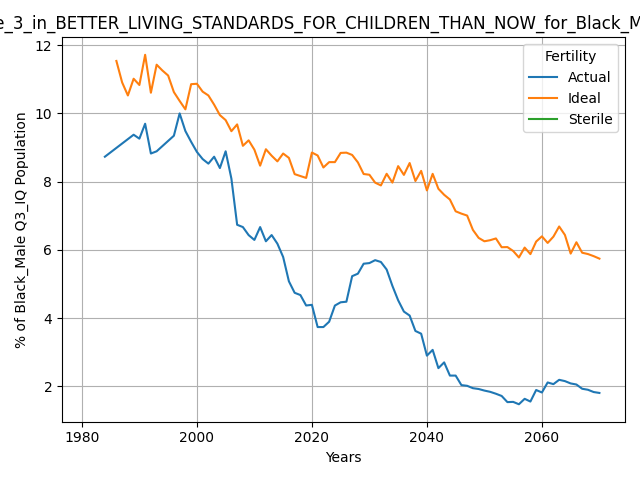 e_3_in_BETTER_LIVING_STANDARDS_FOR_CHILDREN_THAN_NOW_for_Black_M
Fertility
Actual
Ideal
Sterile
12
10
8
6
4
2
% of Black_Male Q3_IQ Population
1980
2000
2020
2040
2060
Years